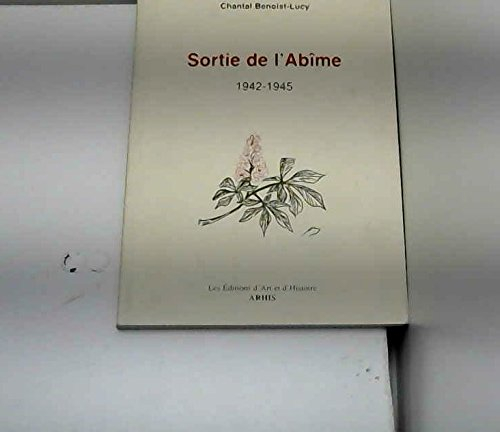 Chantal Benoist-Lucy
Sortie de l'Abîme
1942-1945
Les Éditions d'Art et d'Histoire
ARHIS